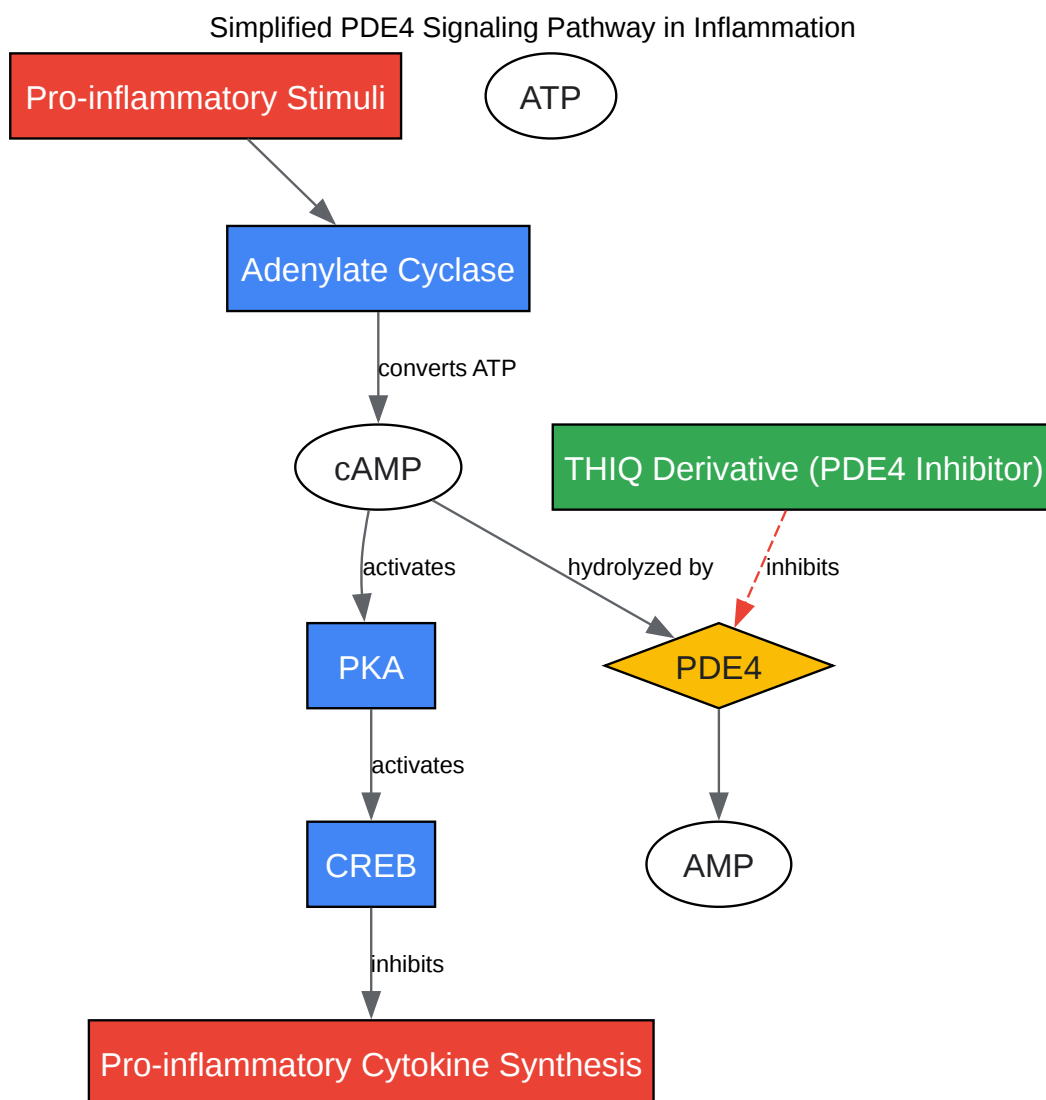 Simplified PDE4 Signaling Pathway in Inflammation
Pro-inflammatory Stimuli
ATP
Adenylate Cyclase
converts ATP
cAMP
THIQ Derivative (PDE4 Inhibitor)
activates
hydrolyzed by
inhibits
PKA
PDE4
activates
CREB
AMP
inhibits
Pro-inflammatory Cytokine Synthesis